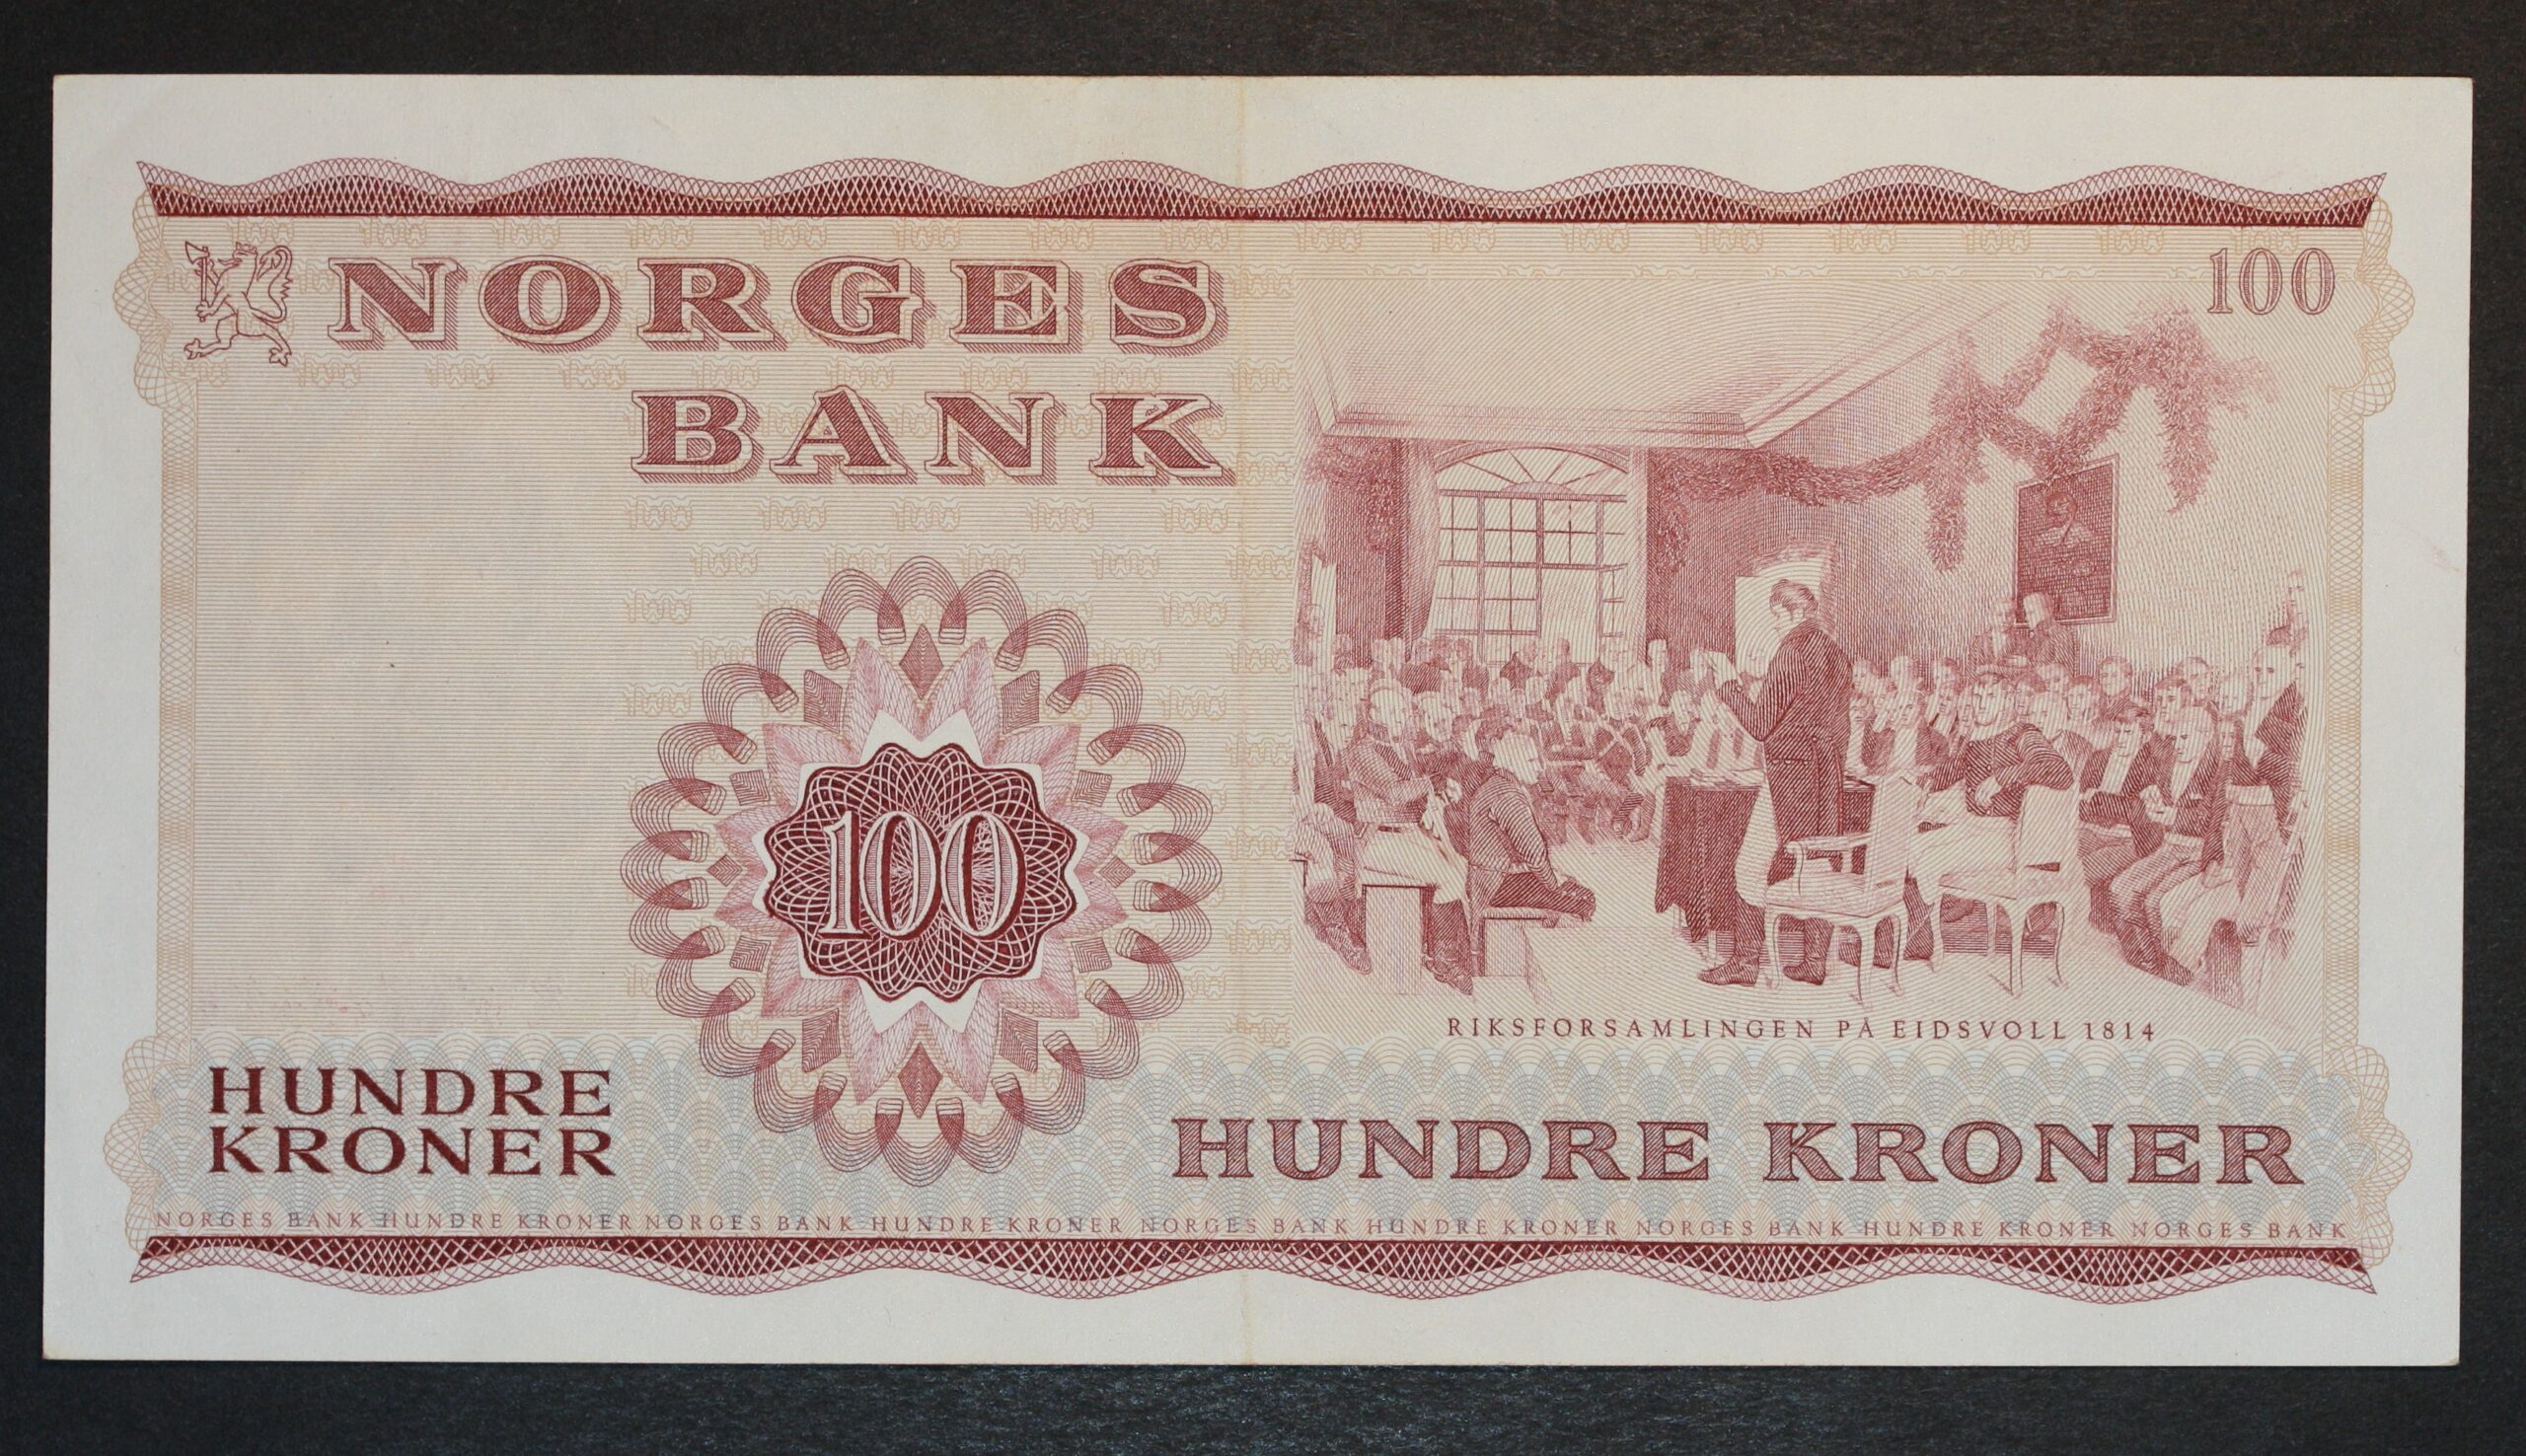 NORGES
BANK
100
100
RIKSFORSAMLINGEN PÅ EIDSVOLL 1814
HUNDRE
KRONER
HUNDRE KRONER
NORGES BANK HUNDRE KRONER NORGES BANK HUNDRE KRONER NORGES BANK HUNDRE KRONER NORGES BANK HUNDRE KRONER NORGES BANK